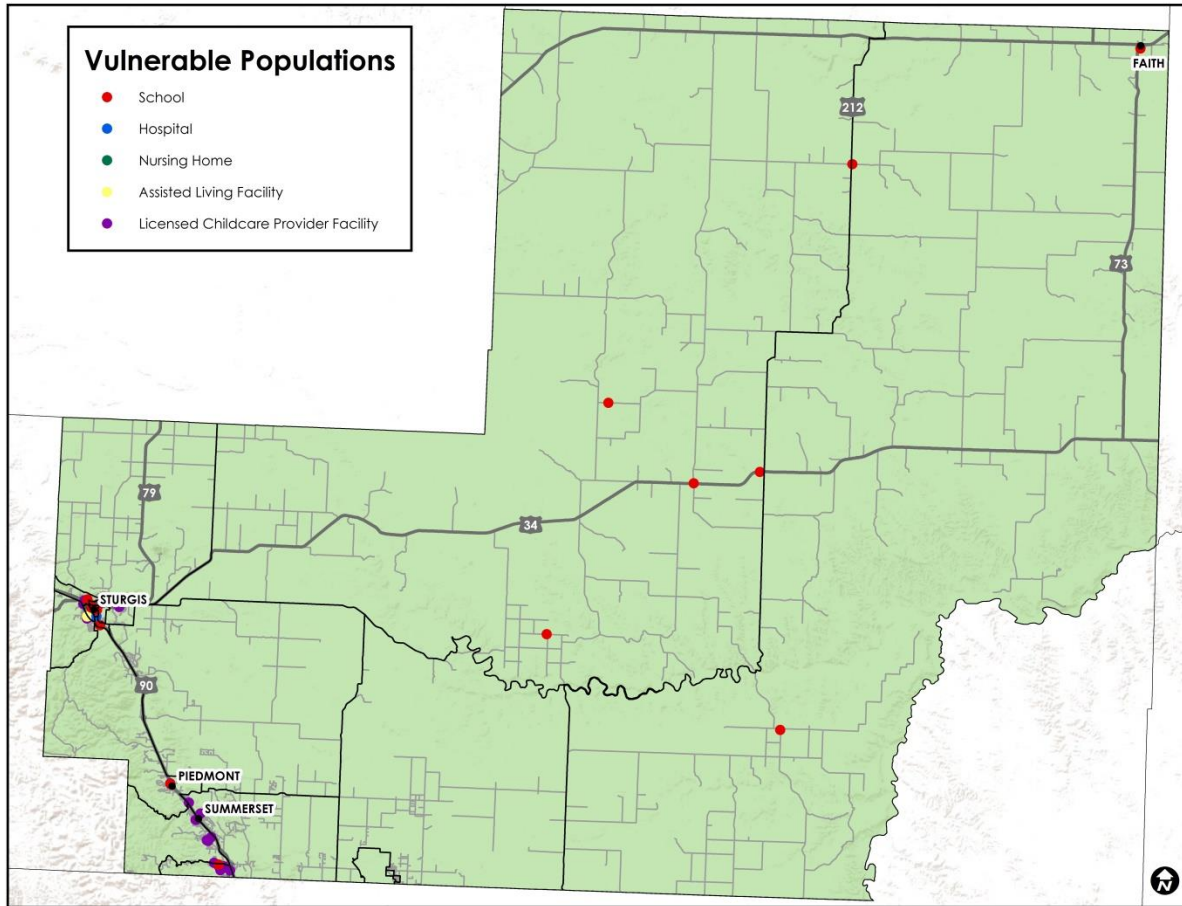 Vulnerable Populations
School
Hospital
Nursing Home
Assisted Living Facility
Licensed Childcare Provider Facility
FAITH
212
73
79
34
STURGIS
90
PIEDMONT
SUMMERSET
N